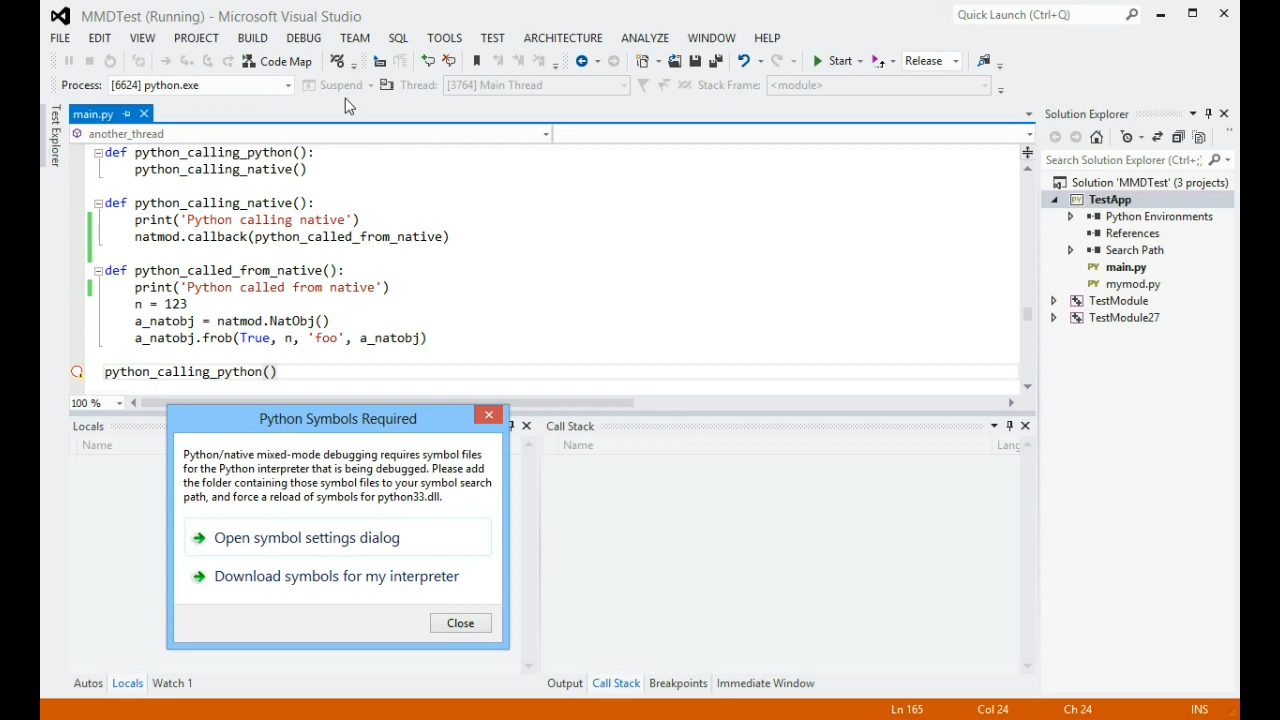 MMDTest (Running) - Microsoft Visual Studio
Quick Launch (Ctrl+Q)
FILE EDIT VIEW PROJECT BUILD DEBUG TEAM SQL TOOLS TEST ARCHITECTURE ANALYZE WINDOW HELP
Code Map Start Release
Process: [6624] python.exe Suspend Thread: [3764] Main Thread Stack Frame: <module>
Test Explorer
main.py
another_thread
def python_calling_python():
python_calling_native()
def python_calling_native():
print('Python calling native')
natmod.callback(python_called_from_native)
def python_called_from_native():
print('Python called from native')
n = 123
a_natobj = natmod.NatObj()
a_natobj.frob(True, n, 'foo', a_natobj)
python_calling_python()
100 %
Solution Explorer
Search Solution Explorer (Ctrl+;
Solution 'MMDTest' (3 projects)
TestApp
Python Environments
References
Search Path
main.py
mymod.py
TestModule
TestModule27
Locals
Name
Python Symbols Required
Python/native mixed-mode debugging requires symbol files
for the Python interpreter that is being debugged. Please add
the folder containing those symbol files to your symbol search
path, and force a reload of symbols for python33.dll.
Open symbol settings dialog
Download symbols for my interpreter
Close
Call Stack
Name Lang
Autos Locals Watch 1
Output Call Stack Breakpoints Immediate Window
Ln 165 Col 24 Ch 24 INS